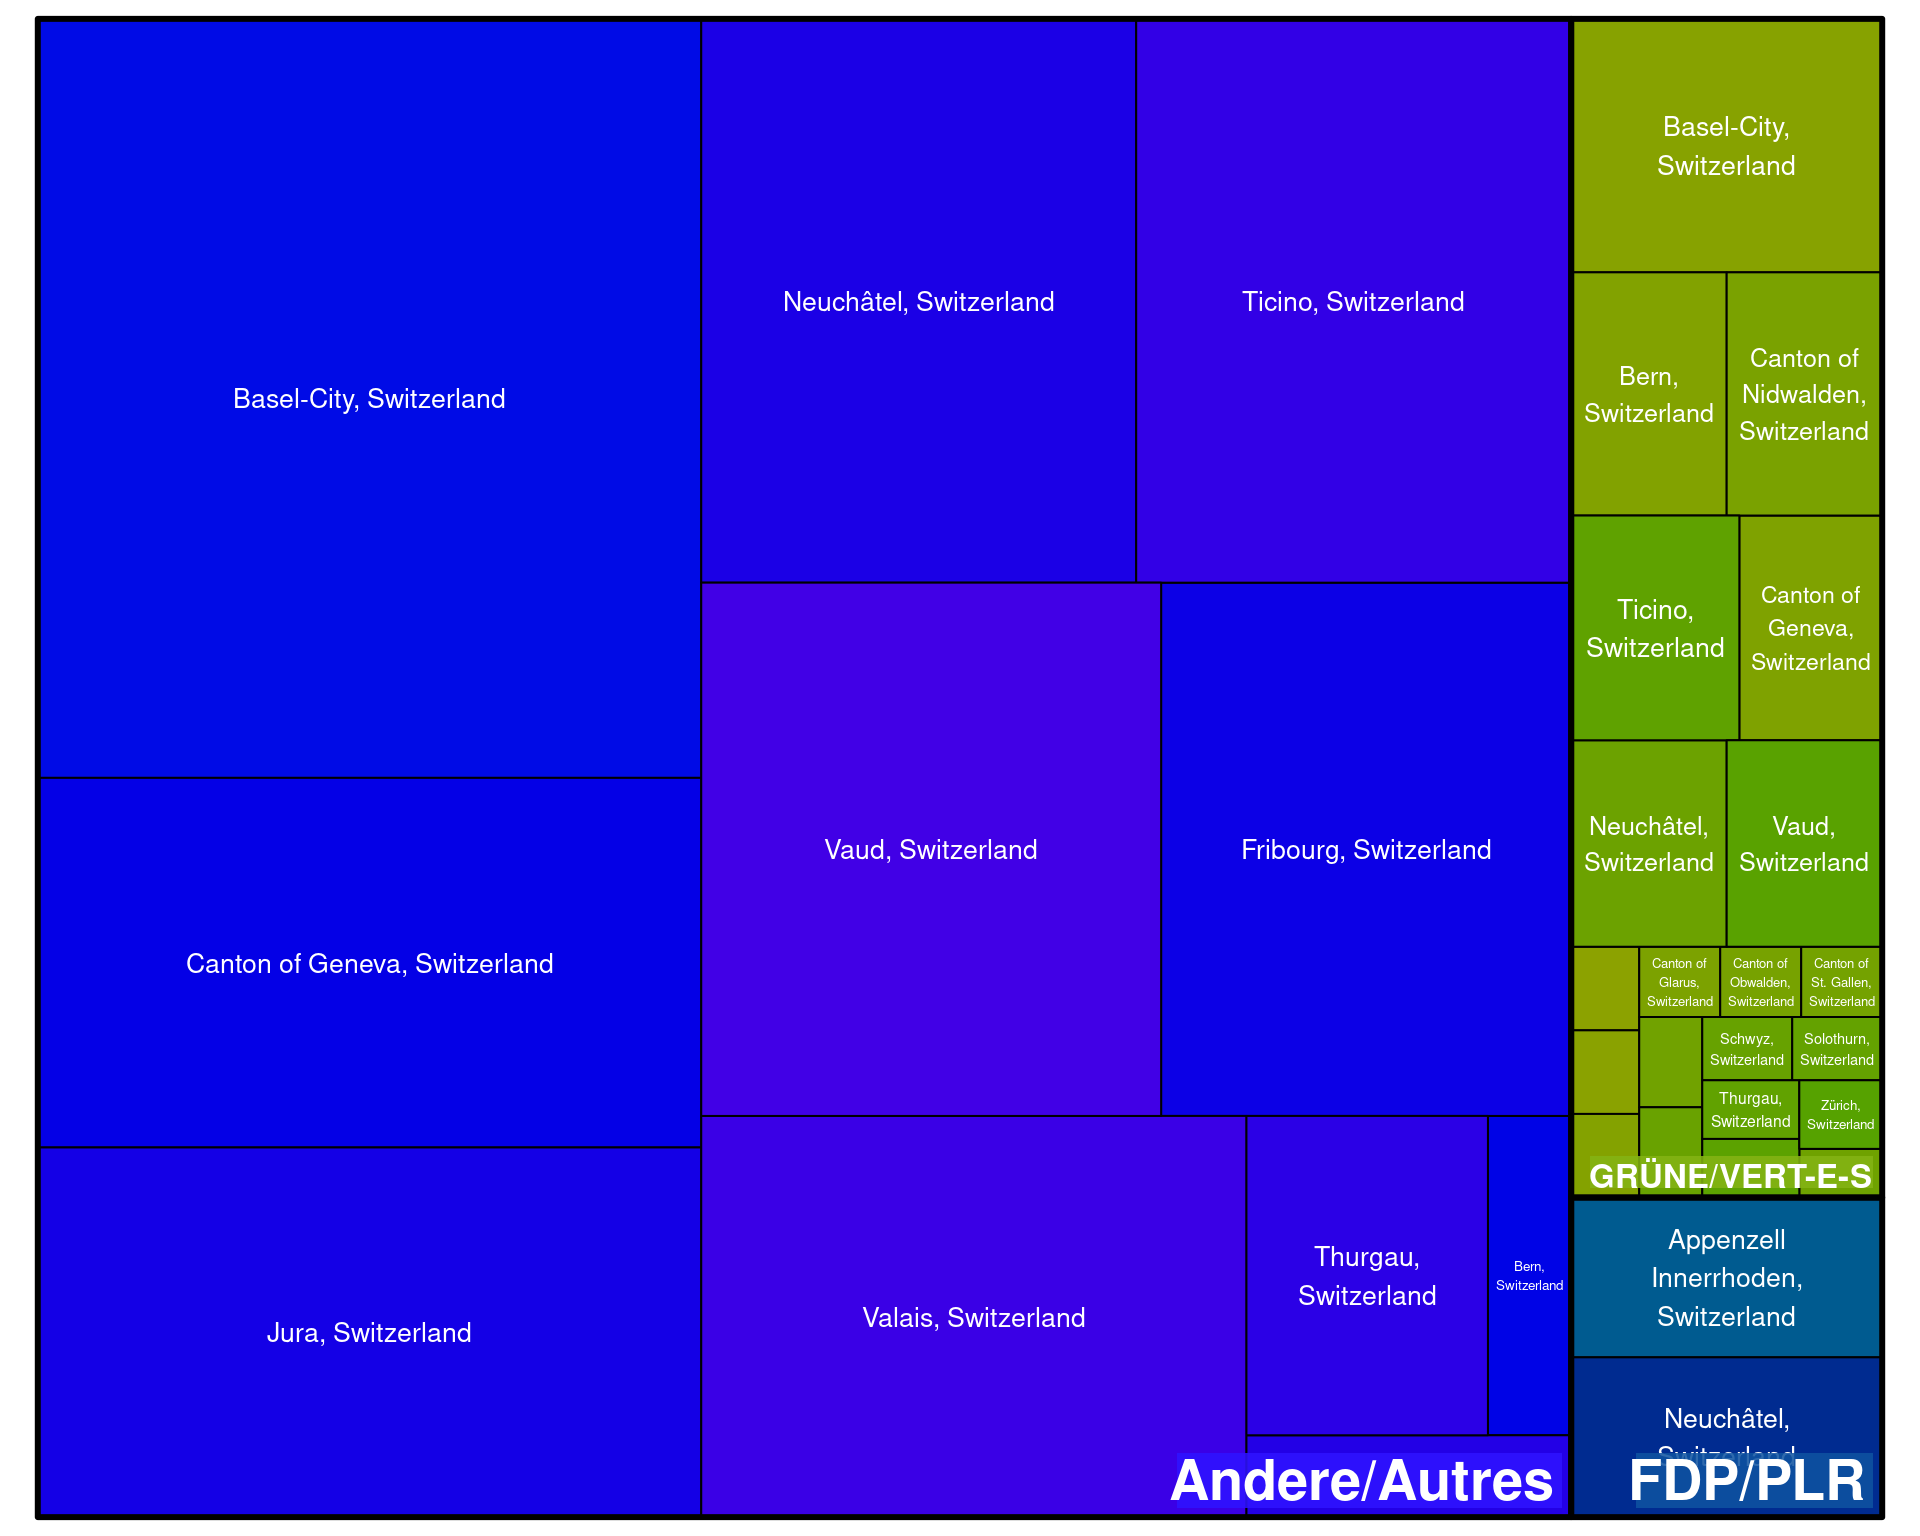 Basel-City, Switzerland
Canton of Geneva, Switzerland
Jura, Switzerland
Neuchâtel, Switzerland
Ticino, Switzerland
Vaud, Switzerland
Fribourg, Switzerland
Valais, Switzerland
Thurgau,
Switzerland
Bern,
Switzerland
Andere/Autres
Basel-City,
Switzerland
Bern,
Switzerland
Canton of
Nidwalden,
Switzerland
Ticino,
Switzerland
Canton of
Geneva,
Switzerland
Neuchâtel,
Switzerland
Vaud,
Switzerland
Canton of
Glarus,
Switzerland
Canton of
Obwalden,
Switzerland
Canton of
St. Gallen,
Switzerland
Schwyz,
Switzerland
Solothurn,
Switzerland
Thurgau,
Switzerland
Zürich,
Switzerland
GRÜNE/VERT-E-S
Appenzell
Innerrhoden,
Switzerland
Neuchâtel,
Switzerland
FDP/PLR